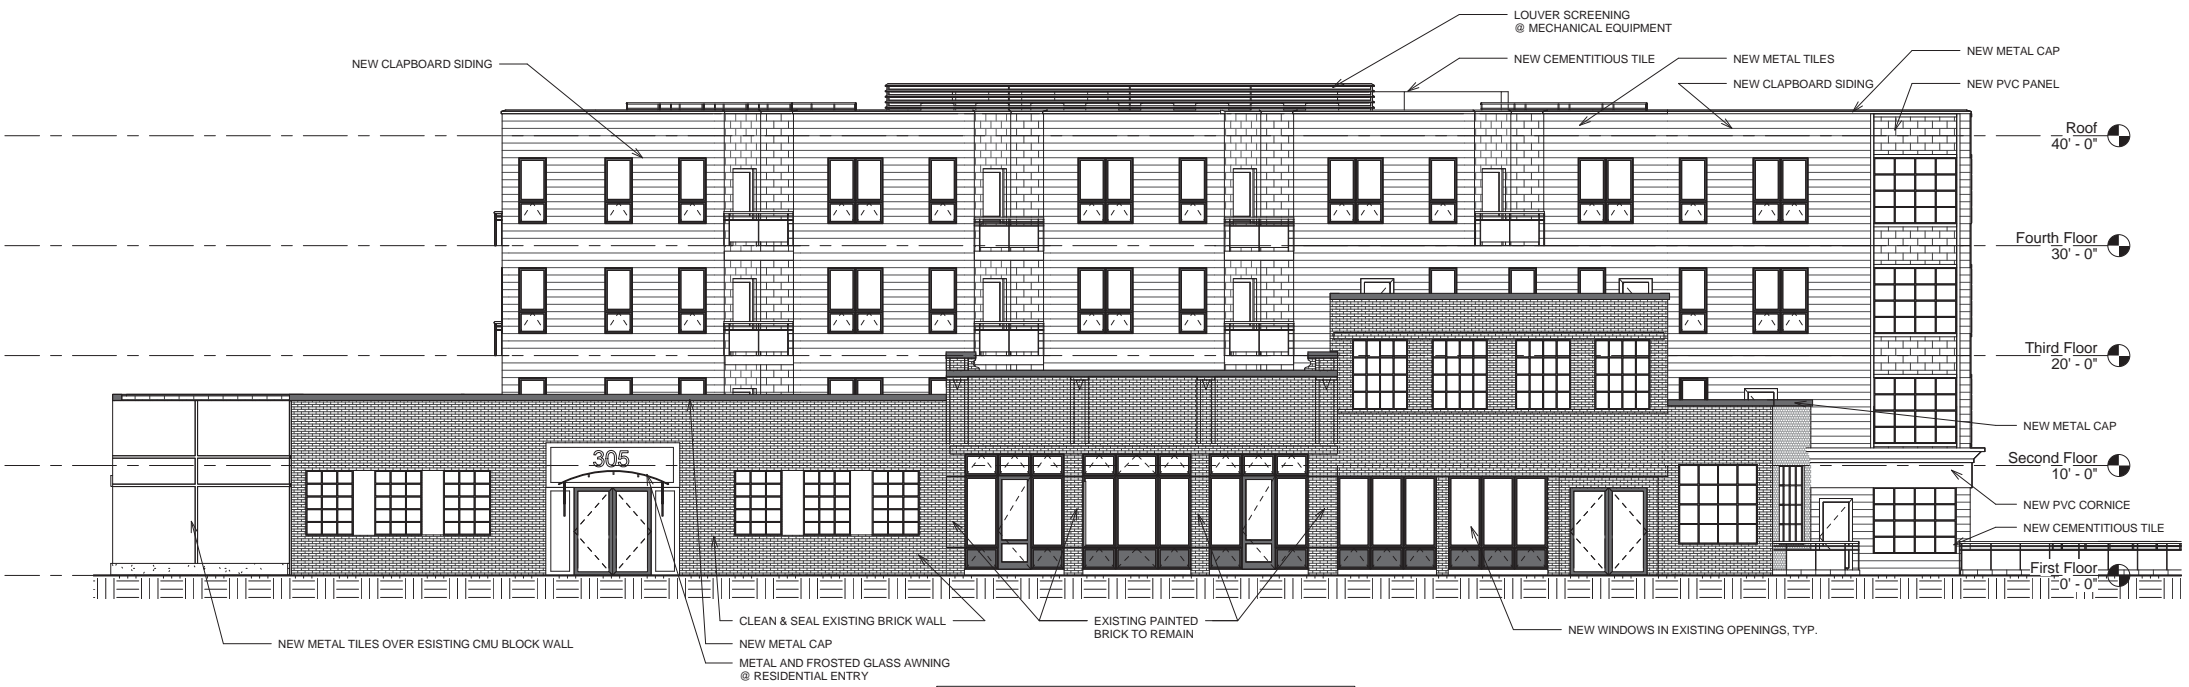 LOUVER SCREENING
@ MECHANICAL EQUIPMENT
NEW CLAPBOARD SIDING
NEW CEMENTITIOUS TILE
NEW METAL TILES
NEW METAL CAP
NEW CLAPBOARD SIDING
NEW PVC PANEL
Roof
40' - 0"
Fourth Floor
30' - 0"
Third Floor
20' - 0"
NEW METAL CAP
305
Second Floor
10' - 0"
NEW PVC CORNICE
NEW CEMENTITIOUS TILE
First Floor
0' - 0"
CLEAN & SEAL EXISTING BRICK WALL
EXISTING PAINTED
BRICK TO REMAIN
NEW WINDOWS IN EXISTING OPENINGS, TYP.
NEW METAL TILES OVER ESISTING CMU BLOCK WALL
NEW METAL CAP
METAL AND FROSTED GLASS AWNING
@ RESIDENTIAL ENTRY